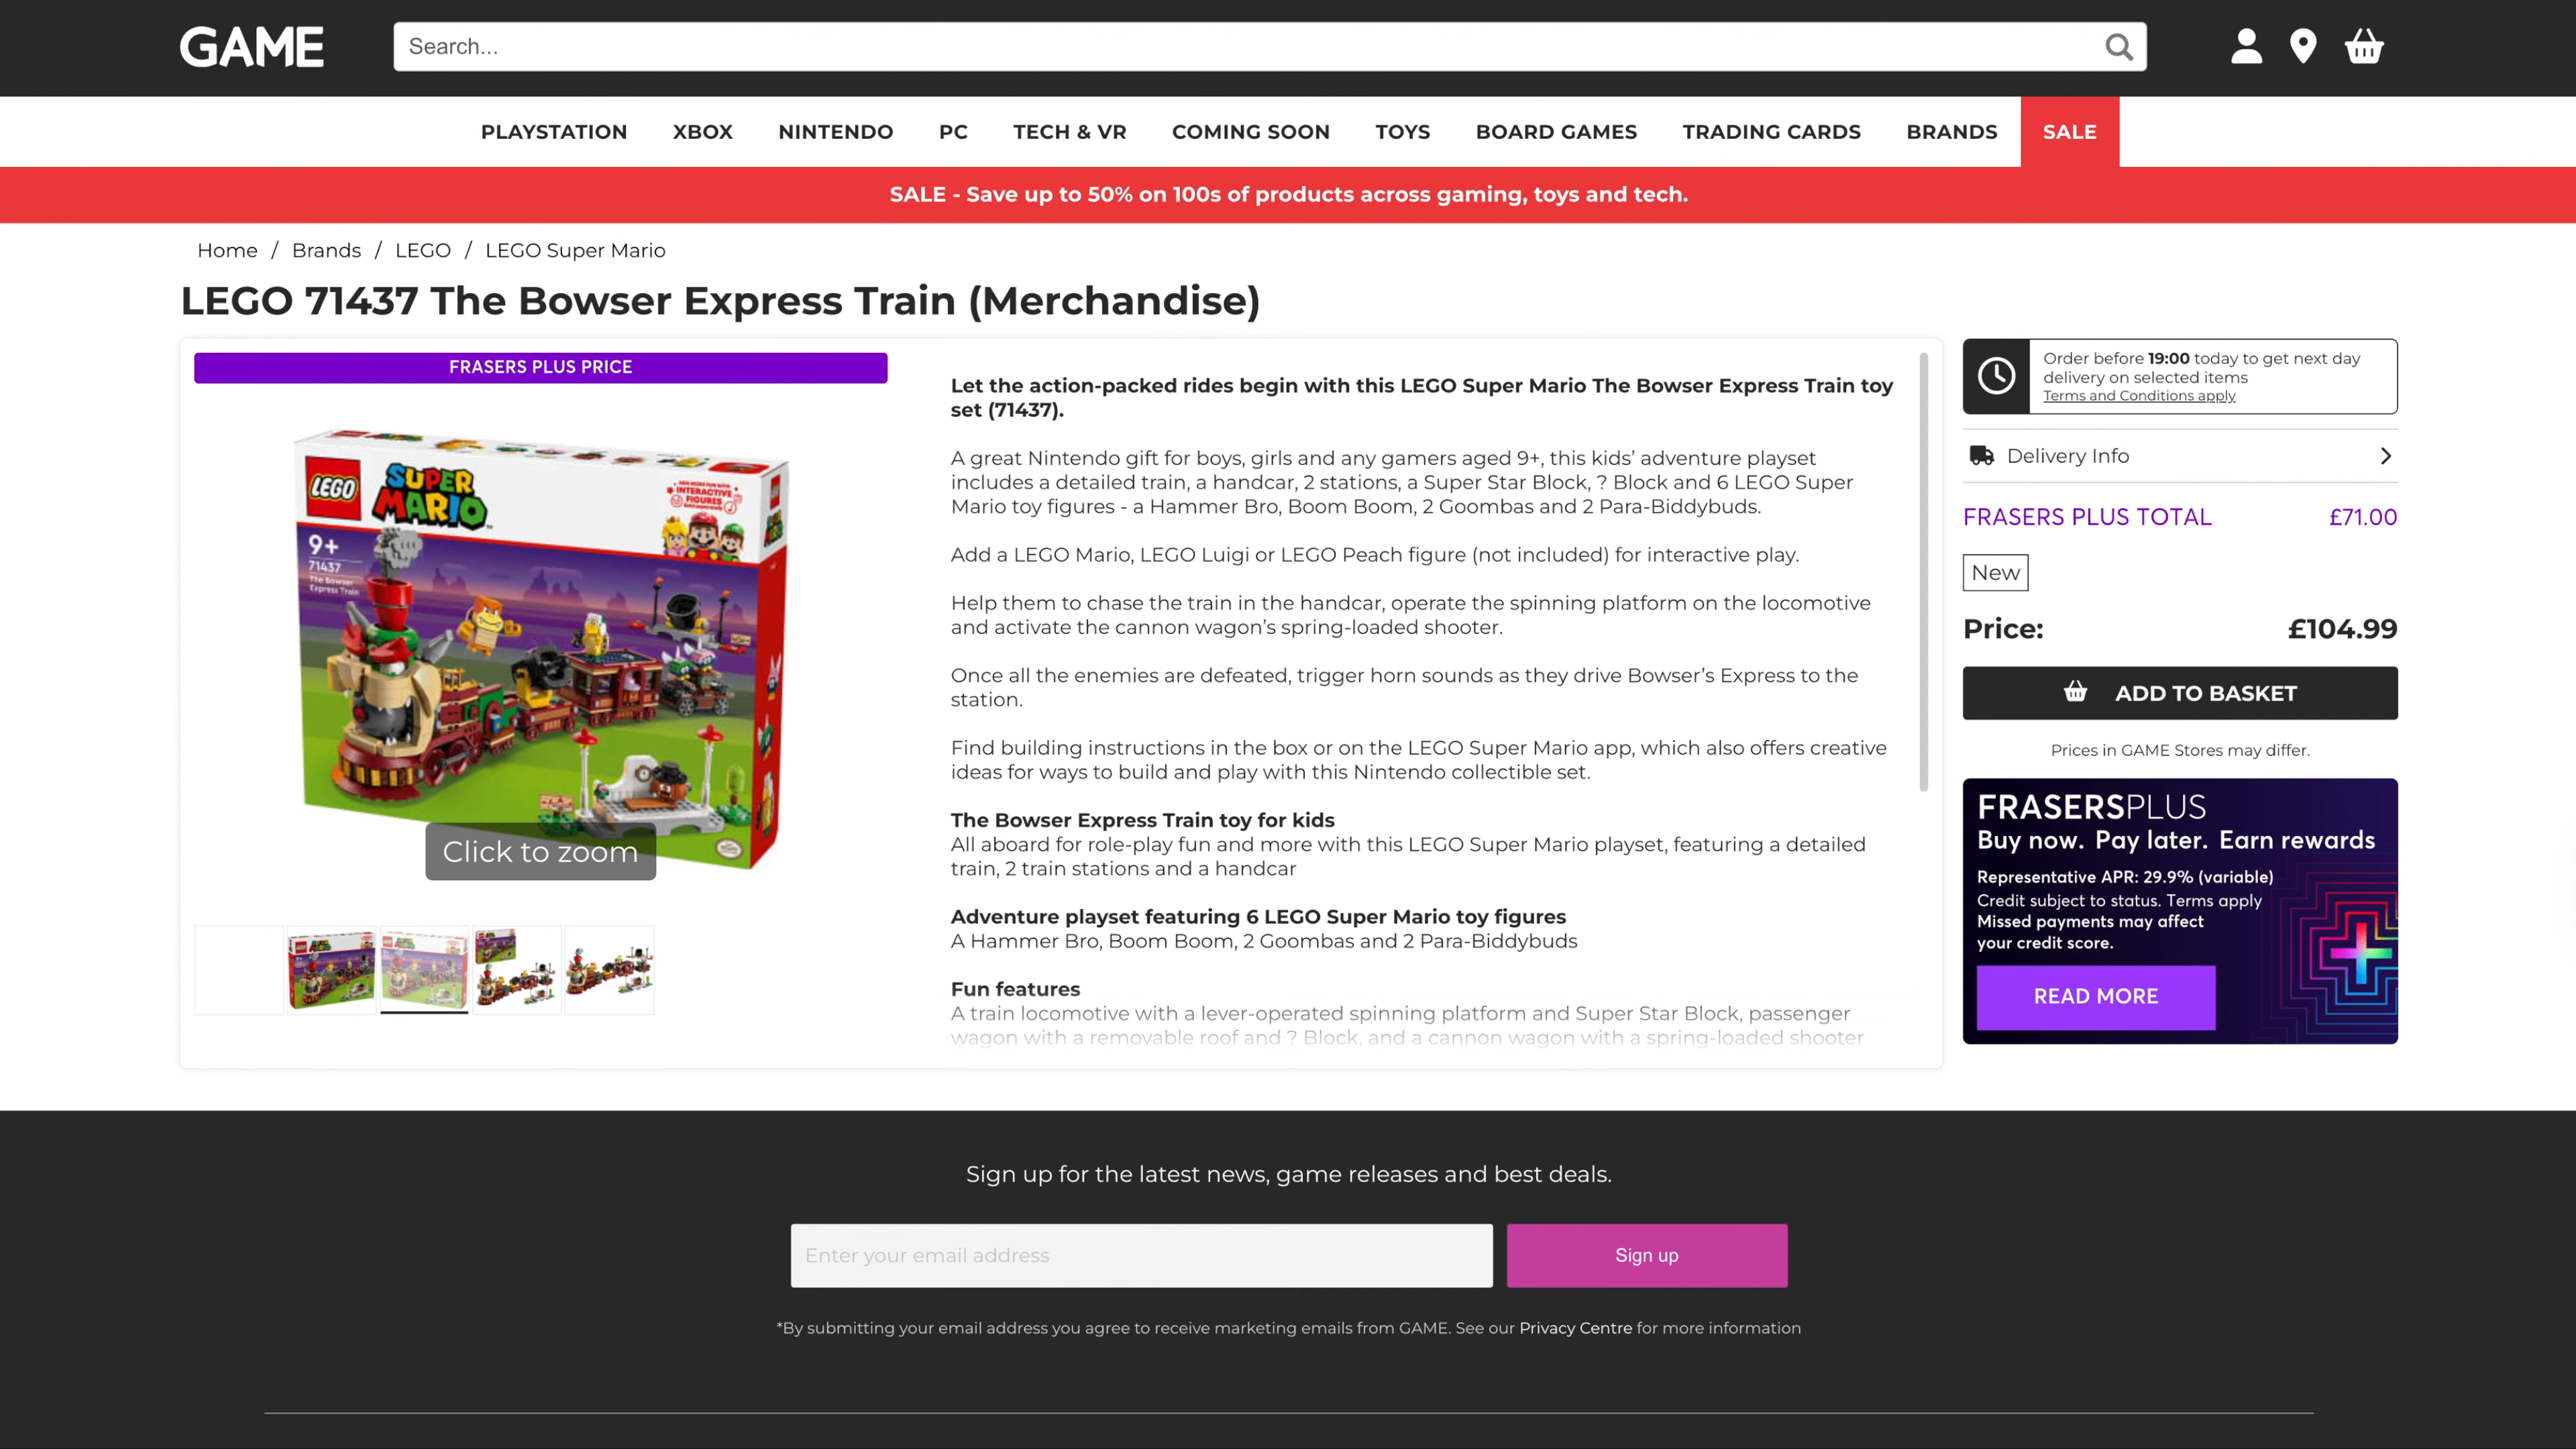 GAME
Search...
PLAYSTATION XBOX NINTENDO PC TECH & VR COMING SOON TOYS BOARD GAMES TRADING CARDS BRANDS SALE
SALE - Save up to 50% on 100s of products across gaming, toys and tech.
Home / Brands / LEGO / LEGO Super Mario
LEGO 71437 The Bowser Express Train (Merchandise)
FRASERS PLUS PRICE
LEGO
SUPER
MARIO
INTERACTIVE
FIGURES
9+
71437
The Bowser
Express Train
Click to zoom
Let the action-packed rides begin with this LEGO Super Mario The Bowser Express Train toy
set (71437).
A great Nintendo gift for boys, girls and any gamers aged 9+, this kids’ adventure playset
includes a detailed train, a handcar, 2 stations, a Super Star Block, ? Block and 6 LEGO Super
Mario toy figures - a Hammer Bro, Boom Boom, 2 Goombas and 2 Para-Biddybuds.
Add a LEGO Mario, LEGO Luigi or LEGO Peach figure (not included) for interactive play.
Help them to chase the train in the handcar, operate the spinning platform on the locomotive
and activate the cannon wagon’s spring-loaded shooter.
Once all the enemies are defeated, trigger horn sounds as they drive Bowser’s Express to the
station.
Find building instructions in the box or on the LEGO Super Mario app, which also offers creative
ideas for ways to build and play with this Nintendo collectible set.
The Bowser Express Train toy for kids
All aboard for role-play fun and more with this LEGO Super Mario playset, featuring a detailed
train, 2 train stations and a handcar
Adventure playset featuring 6 LEGO Super Mario toy figures
A Hammer Bro, Boom Boom, 2 Goombas and 2 Para-Biddybuds
Fun features
A train locomotive with a lever-operated spinning platform and Super Star Block, passenger
wagon with a removable roof and ? Block, and a cannon wagon with a spring-loaded shooter
Order before 19:00 today to get next day
delivery on selected items
Terms and Conditions apply
Delivery Info
FRASERS PLUS TOTAL £71.00
New
Price: £104.99
ADD TO BASKET
Prices in GAME Stores may differ.
FRASERSPLUS
Buy now. Pay later. Earn rewards
Representative APR: 29.9% (variable)
Credit subject to status. Terms apply
Missed payments may affect
your credit score.
READ MORE
Sign up for the latest news, game releases and best deals.
Enter your email address
Sign up
*By submitting your email address you agree to receive marketing emails from GAME. See our Privacy Centre for more information